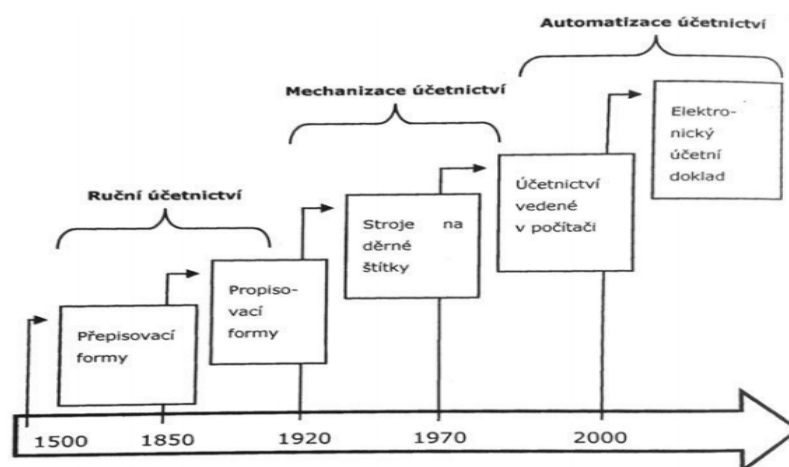 Automatizace účetnictví
Mechanizace účetnictví
Ruční účetnictví
Elektro-
nický
účetní
doklad
Účetnictví
vedené
v počítači
Stroje na
děrné
štítky
Propiso-
vací
formy
Přepisovací
formy
1500 1850 1920 1970 2000